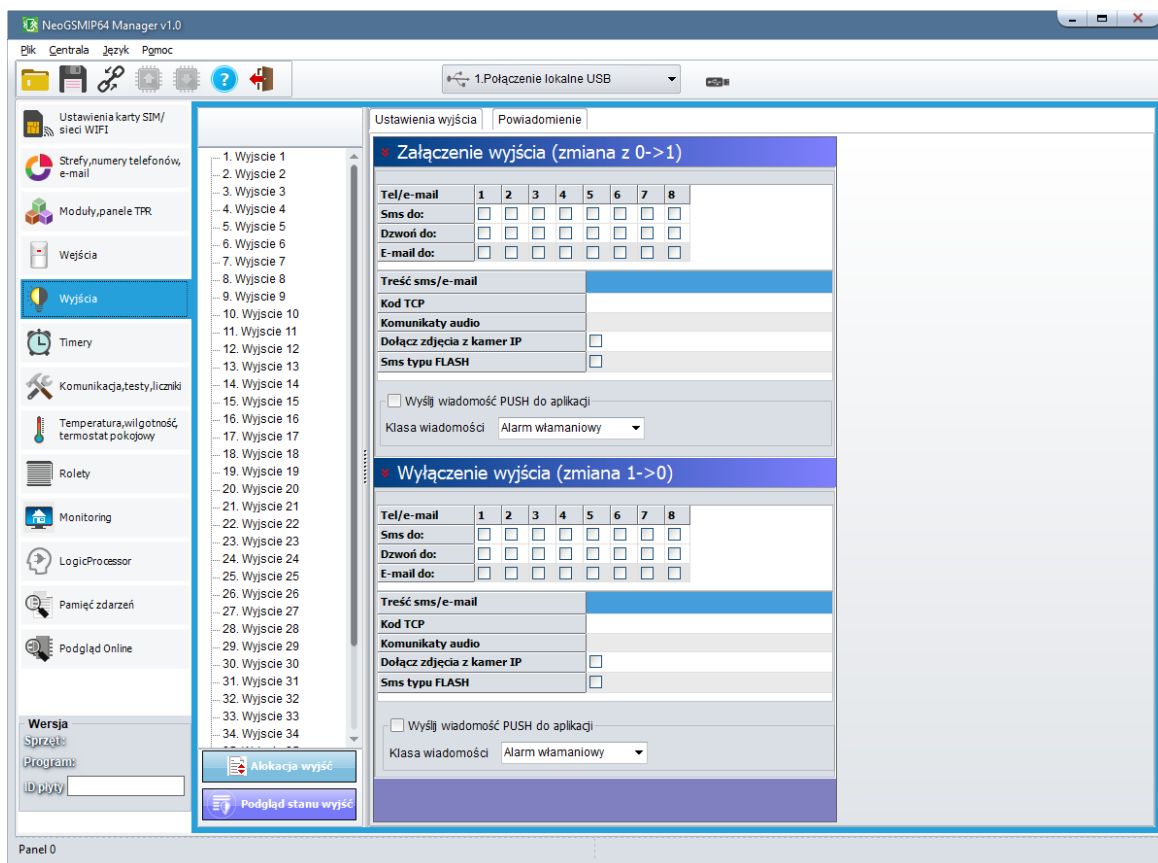 NeoGSMIP64 Manager v1.0
Plik Centrala Język Pomoc
1.Połączenie lokalne USB
Ustawienia karty SIM/
sieci WIFI
Strefy,numery telefonów,
e-mail
Moduły,panele TPR
Wejścia
Wyjścia
Timery
Komunikacja,testy,liczniki
Temperatura,wilgotność,
termostat pokojowy
Rolety
Monitoring
LogicProcessor
Pamięć zdarzeń
Podgląd Online
Wersja
Sprzęt:
Program:
ID płyty
1. Wyjscie 1
2. Wyjscie 2
3. Wyjscie 3
4. Wyjscie 4
5. Wyjscie 5
6. Wyjscie 6
7. Wyjscie 7
8. Wyjscie 8
9. Wyjscie 9
10. Wyjscie 10
11. Wyjscie 11
12. Wyjscie 12
13. Wyjscie 13
14. Wyjscie 14
15. Wyjscie 15
16. Wyjscie 16
17. Wyjscie 17
18. Wyjscie 18
19. Wyjscie 19
20. Wyjscie 20
21. Wyjscie 21
22. Wyjscie 22
23. Wyjscie 23
24. Wyjscie 24
25. Wyjscie 25
26. Wyjscie 26
27. Wyjscie 27
28. Wyjscie 28
29. Wyjscie 29
30. Wyjscie 30
31. Wyjscie 31
32. Wyjscie 32
33. Wyjscie 33
34. Wyjscie 34
Alokacja wyjść
Podgląd stanu wyjść
Ustawienia wyjścia Powiadomienie
Załączenie wyjścia (zmiana z 0->1)
Tel/e-mail 1 2 3 4 5 6 7 8
Sms do:
Dzwoń do:
E-mail do:
Treść sms/e-mail
Kod TCP
Komunikaty audio
Dołącz zdjęcia z kamer IP
Sms typu FLASH
Wyślij wiadomość PUSH do aplikacji
Klasa wiadomości Alarm włamaniowy
Wyłączenie wyjścia (zmiana 1->0)
Tel/e-mail 1 2 3 4 5 6 7 8
Sms do:
Dzwoń do:
E-mail do:
Treść sms/e-mail
Kod TCP
Komunikaty audio
Dołącz zdjęcia z kamer IP
Sms typu FLASH
Wyślij wiadomość PUSH do aplikacji
Klasa wiadomości Alarm włamaniowy
Panel 0